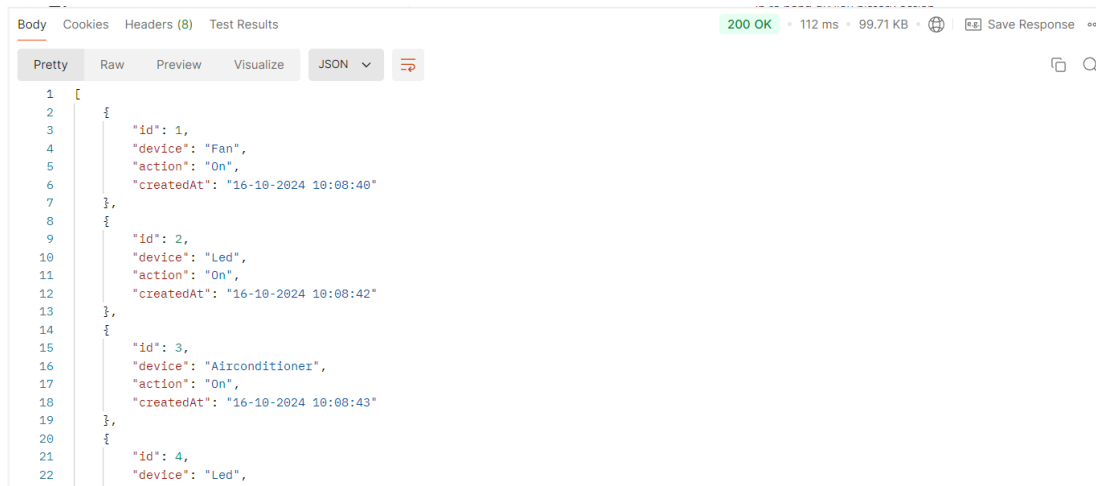 Body Cookies Headers (8) Test Results 200 OK 112 ms 99.71 KB Save Response
Pretty Raw Preview Visualize JSON
1 [
2 {
3 "id": 1,
4 "device": "Fan",
5 "action": "On",
6 "createdAt": "16-10-2024 10:08:40"
7 },
8 {
9 "id": 2,
10 "device": "Led",
11 "action": "On",
12 "createdAt": "16-10-2024 10:08:42"
13 },
14 {
15 "id": 3,
16 "device": "Airconditioner",
17 "action": "On",
18 "createdAt": "16-10-2024 10:08:43"
19 },
20 {
21 "id": 4,
22 "device": "Led",